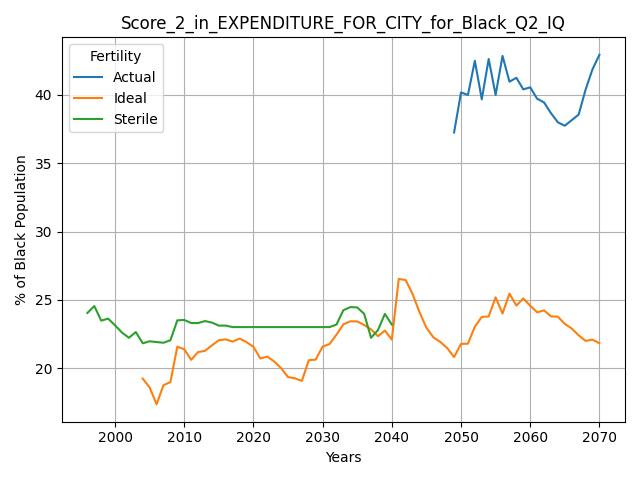 Score_2_in_EXPENDITURE_FOR_CITY_for_Black_Q2_IQ
Fertility
Actual
Ideal
Sterile
% of Black Population
40
35
30
25
20
2000
2010
2020
2030
2040
2050
2060
2070
Years